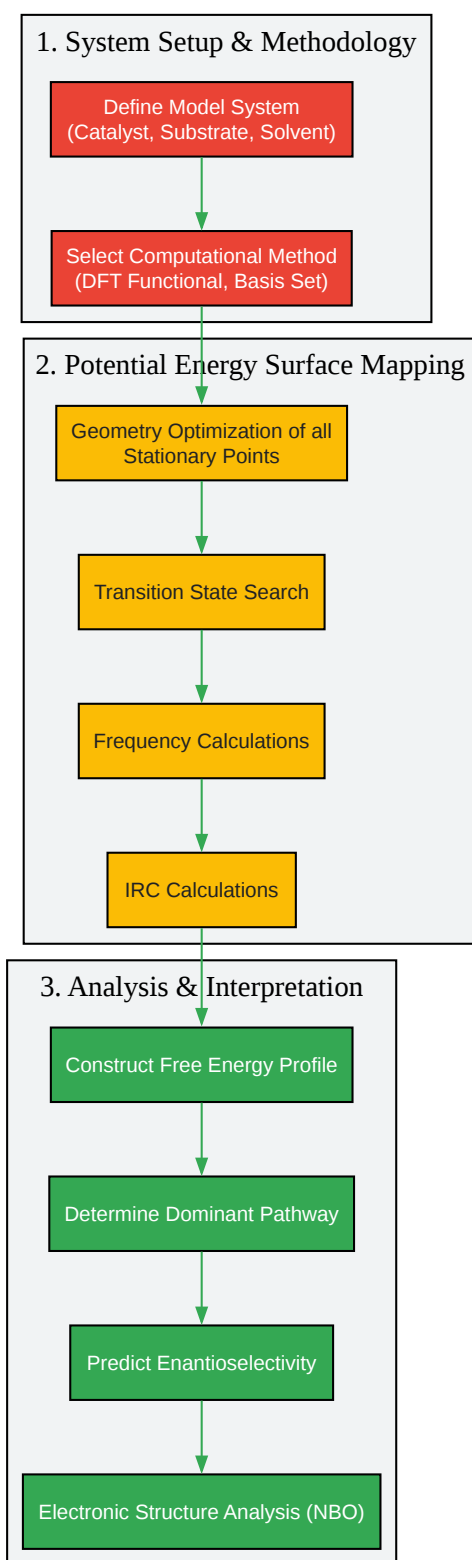 1. System Setup & Methodology
Define Model System
(Catalyst, Substrate, Solvent)
Select Computational Method
(DFT Functional, Basis Set)
2. Potential Energy Surface Mapping
Geometry Optimization of all
Stationary Points
Transition State Search
Frequency Calculations
IRC Calculations
3. Analysis & Interpretation
Construct Free Energy Profile
Determine Dominant Pathway
Predict Enantioselectivity
Electronic Structure Analysis (NBO)